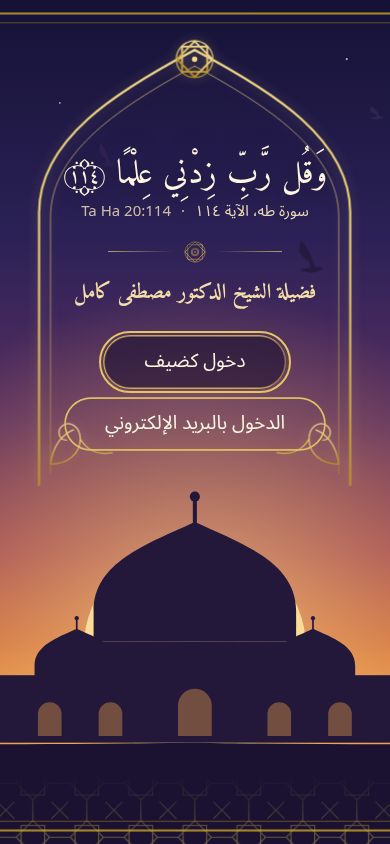 وَقُل رَّبِّ زِدْنِي عِلْمًا ١١٤
سورة طه، الآية ١١٤ · Ta Ha 20:114
فضيلة الشيخ الدكتور مصطفى كامل
دخول كضيف
الدخول بالبريد الإلكتروني